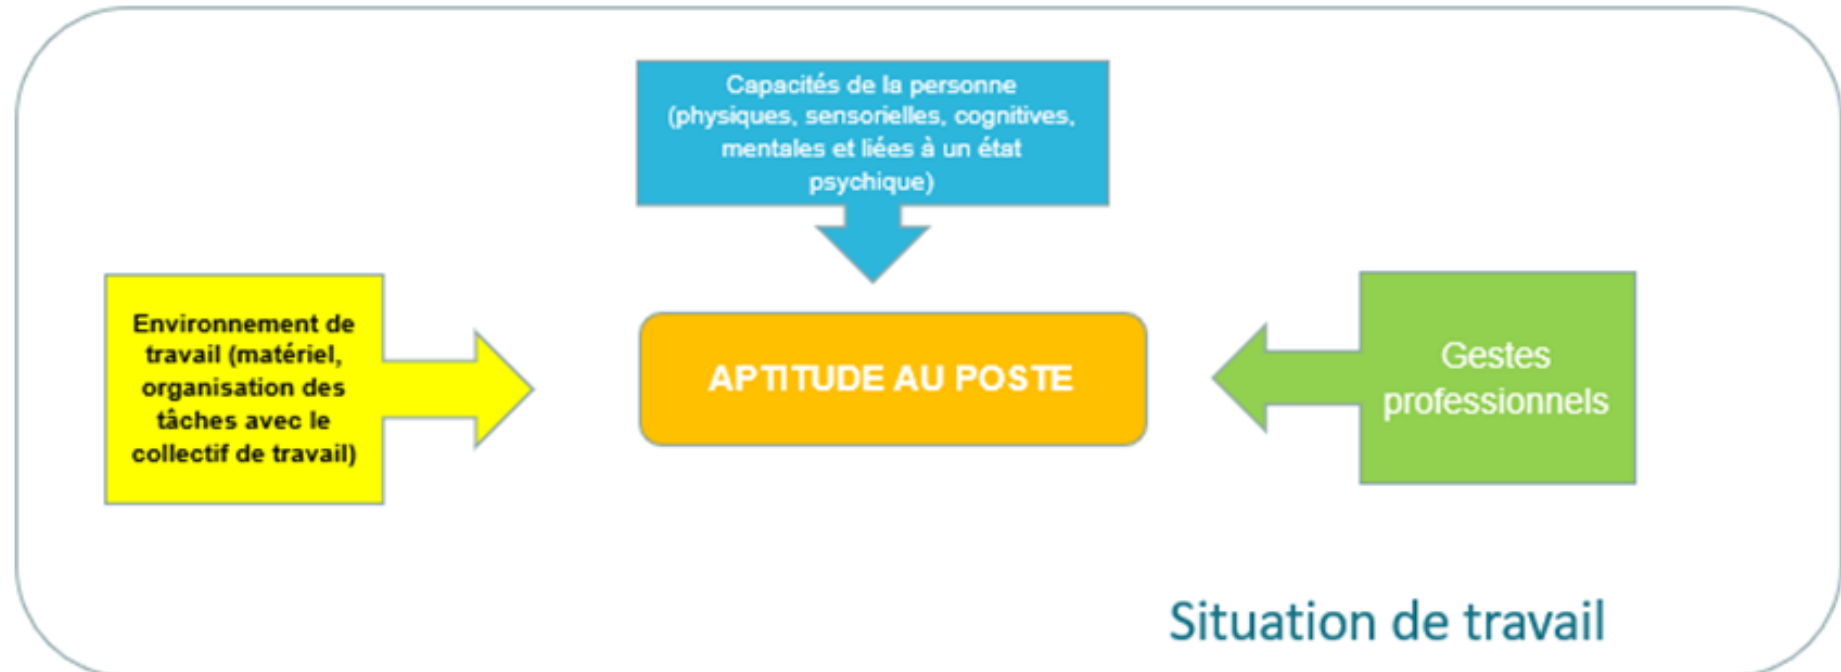 Capacités de la personne
(physiques, sensorielles, cognitives,
mentales et liées à un état
psychique)
Environnement de
travail (matériel,
organisation des
tâches avec le
collectif de travail)
APTITUDE AU POSTE
Gestes
professionnels
Situation de travail